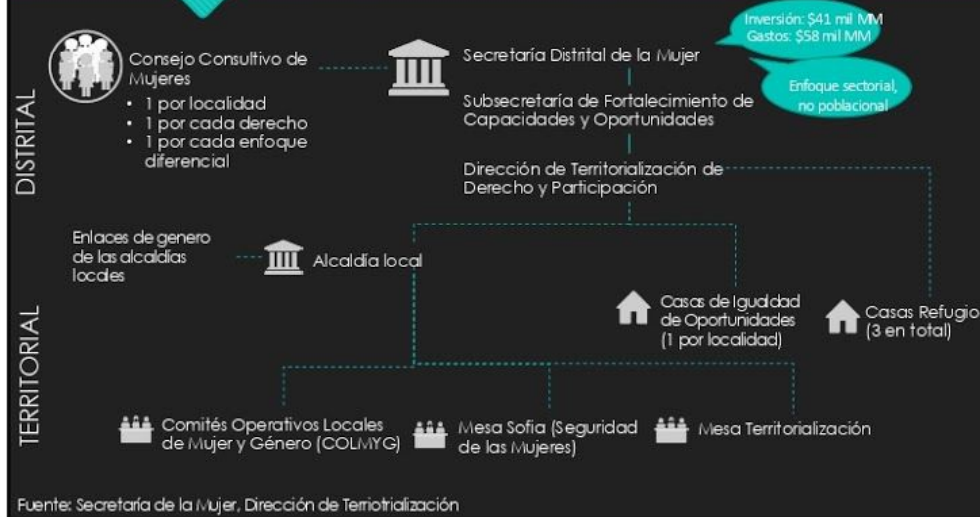 Inversión: $41 mil MM
Gastos: $58 mil MM
Consejo Consultivo de
Mujeres
• 1 por localidad
• 1 por cada derecho
• 1 por cada enfoque
diferencial
Secretaría Distrital de la Mujer
Enfoque sectorial,
no poblacional
Subsecretaría de Fortalecimiento de
Capacidades y Oportunidades
Dirección de Territorialización de
Derecho y Participación
DISTRITAL
Enlaces de genero
de las alcaldías
locales
Alcaldía local
Casas de Igualdad
de Oportunidades
(1 por localidad)
Casas Refugio
(3 en total)
TERRITORIAL
Comités Operativos Locales
de Mujer y Género (COLMYG)
Mesa Sofia (Seguridad
de las Mujeres)
Mesa Territorialización
Fuente: Secretaría de la Mujer, Dirección de Terriotrialización